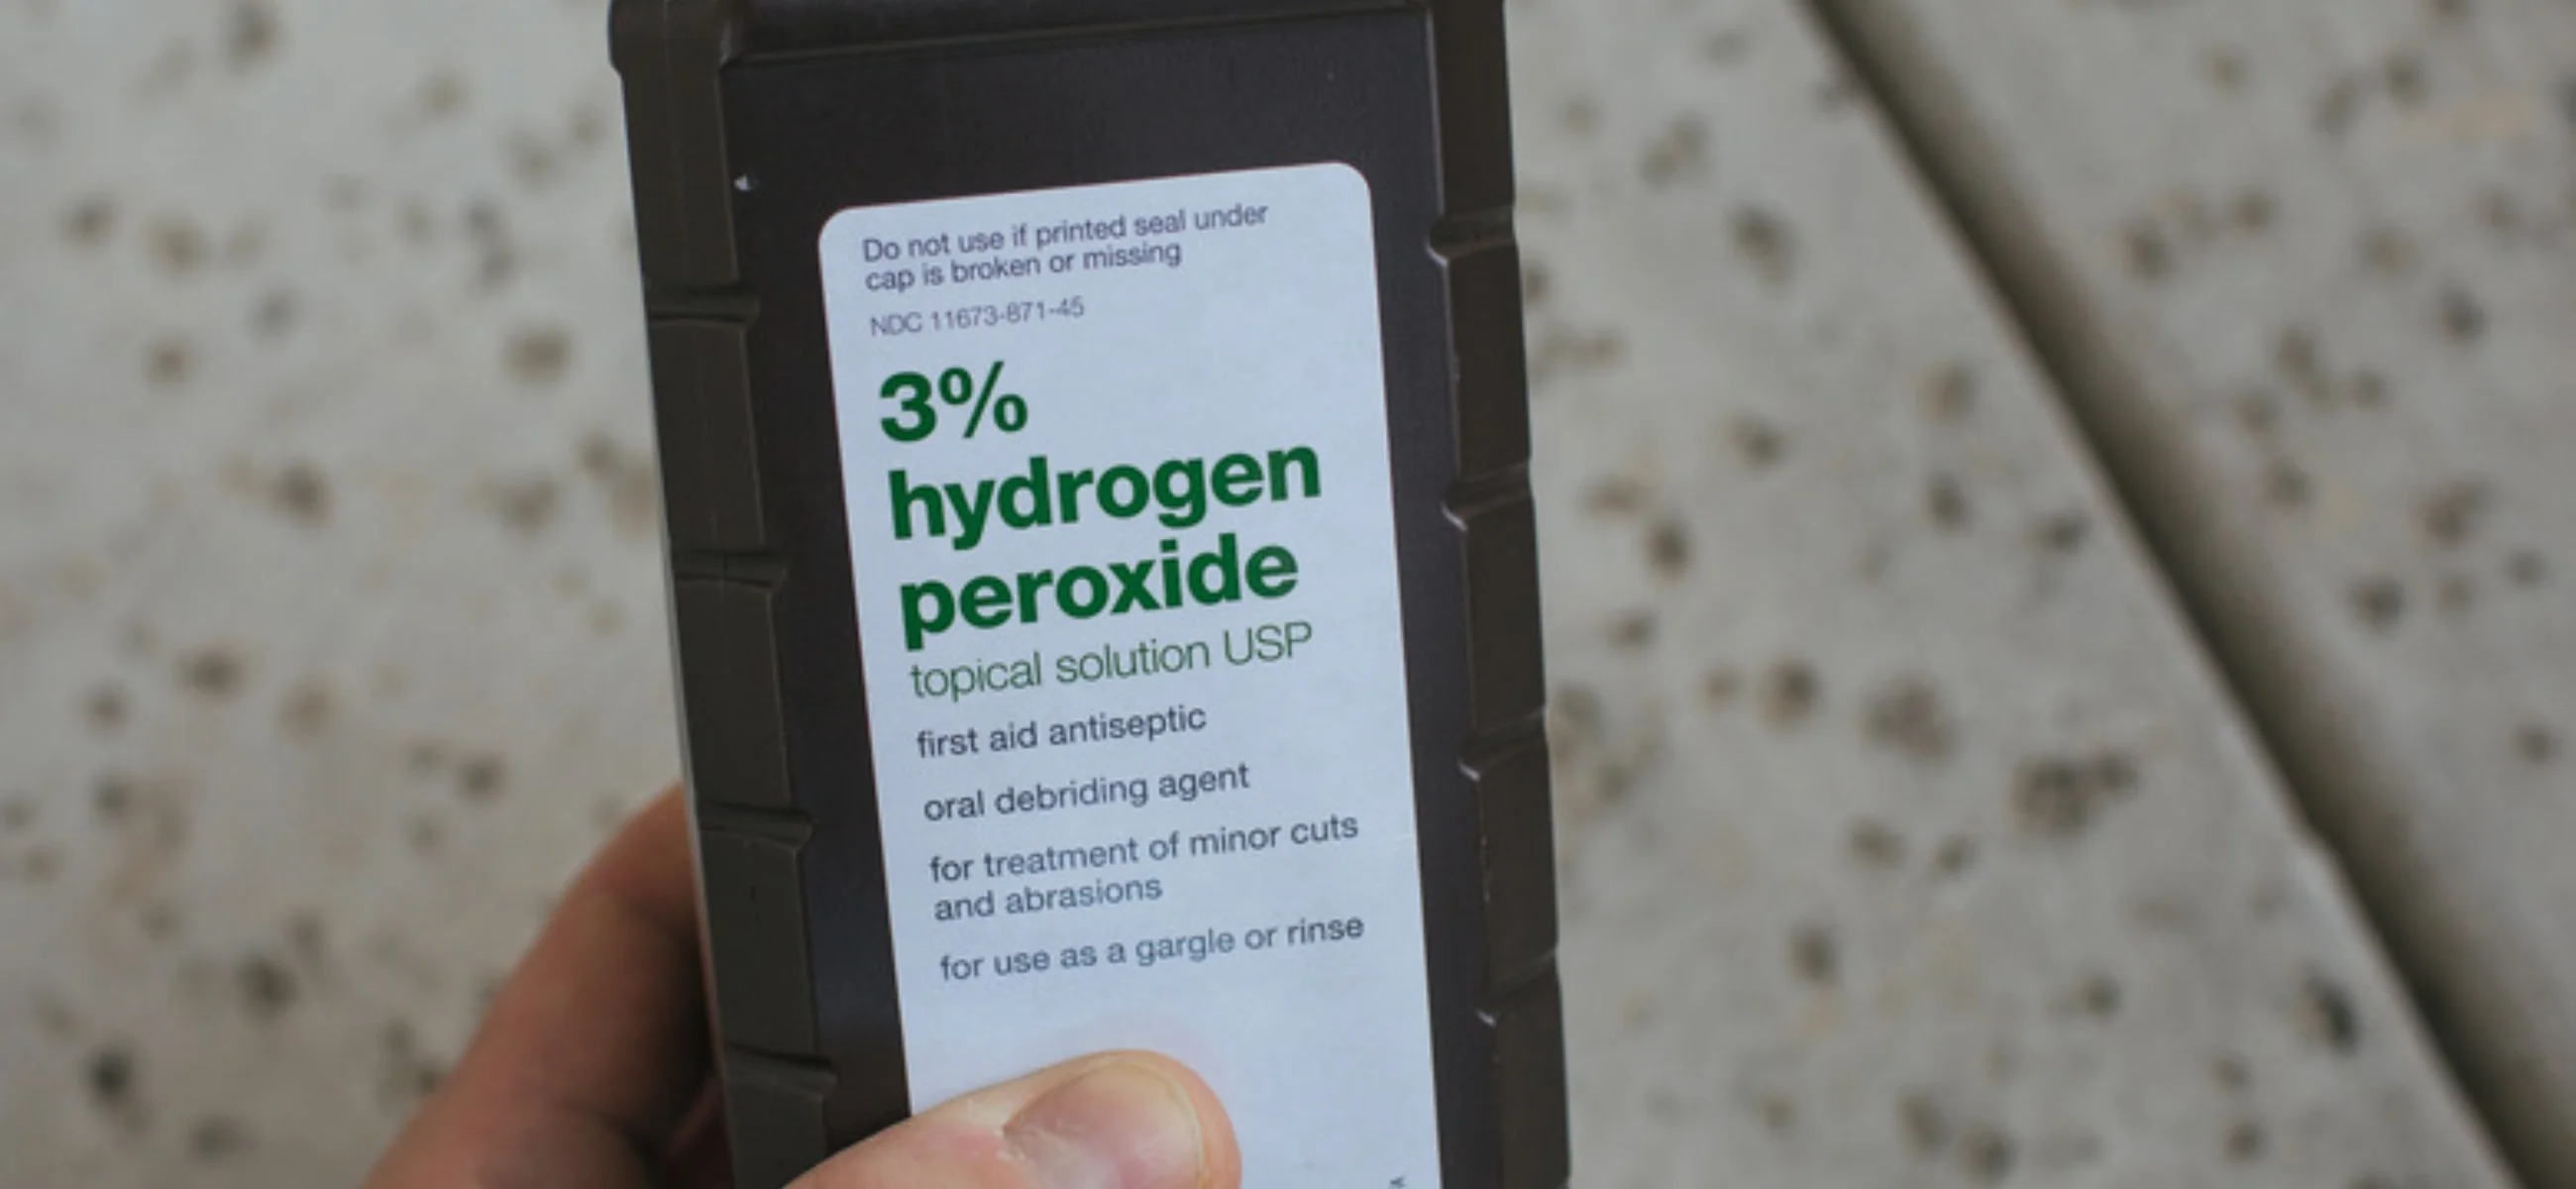 Do not use if printed seal under
cap is broken or missing
NDC 11673-871-45
3%
hydrogen
peroxide
topical solution USP
first aid antiseptic
oral debriding agent
for treatment of minor cuts
and abrasions
for use as a gargle or rinse